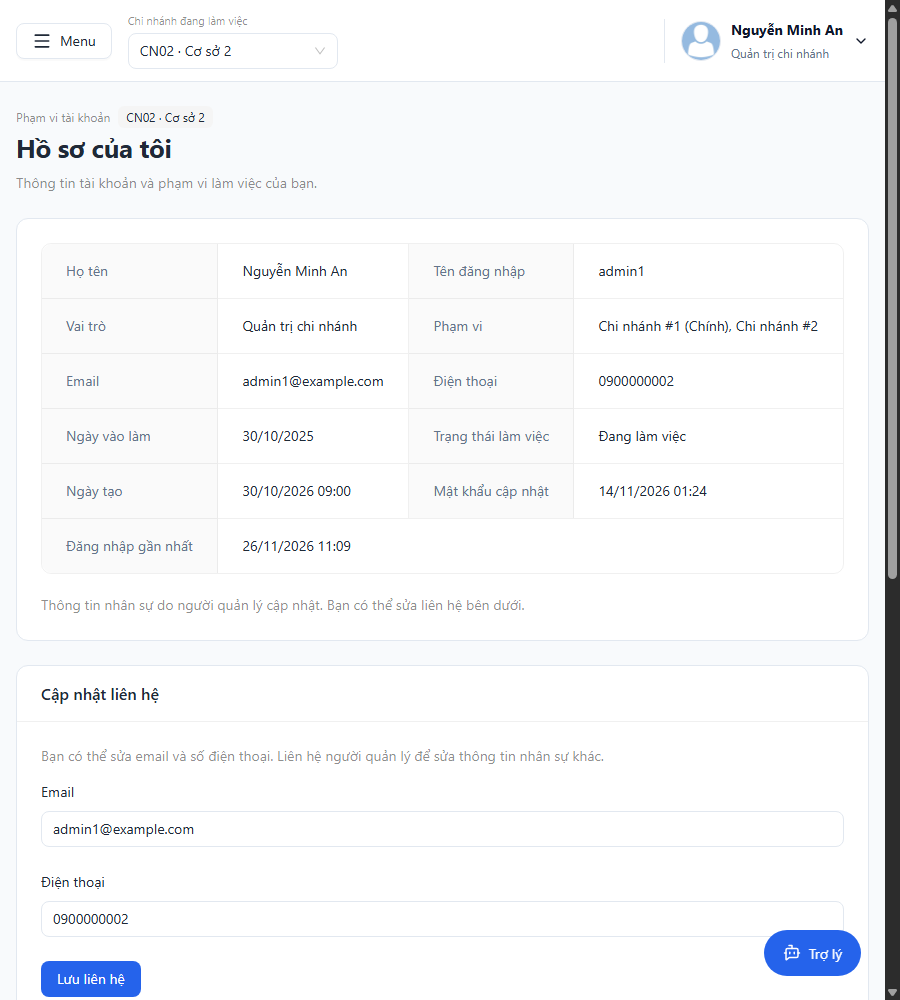 Menu
Chi nhánh đang làm việc
CN02 · Cơ sở 2
Nguyễn Minh An
Quản trị chi nhánh
Phạm vi tài khoản CN02 · Cơ sở 2
Hồ sơ của tôi
Thông tin tài khoản và phạm vi làm việc của bạn.
Họ tên Nguyễn Minh An Tên đăng nhập admin1
Vai trò Quản trị chi nhánh Phạm vi Chi nhánh #1 (Chính), Chi nhánh #2
Email admin1@example.com Điện thoại 0900000002
Ngày vào làm 30/10/2025 Trạng thái làm việc Đang làm việc
Ngày tạo 30/10/2026 09:00 Mật khẩu cập nhật 14/11/2026 01:24
Đăng nhập gần nhất 26/11/2026 11:09
Thông tin nhân sự do người quản lý cập nhật. Bạn có thể sửa liên hệ bên dưới.
Cập nhật liên hệ
Bạn có thể sửa email và số điện thoại. Liên hệ người quản lý để sửa thông tin nhân sự khác.
Email
admin1@example.com
Điện thoại
0900000002
Trợ lý
Lưu liên hệ